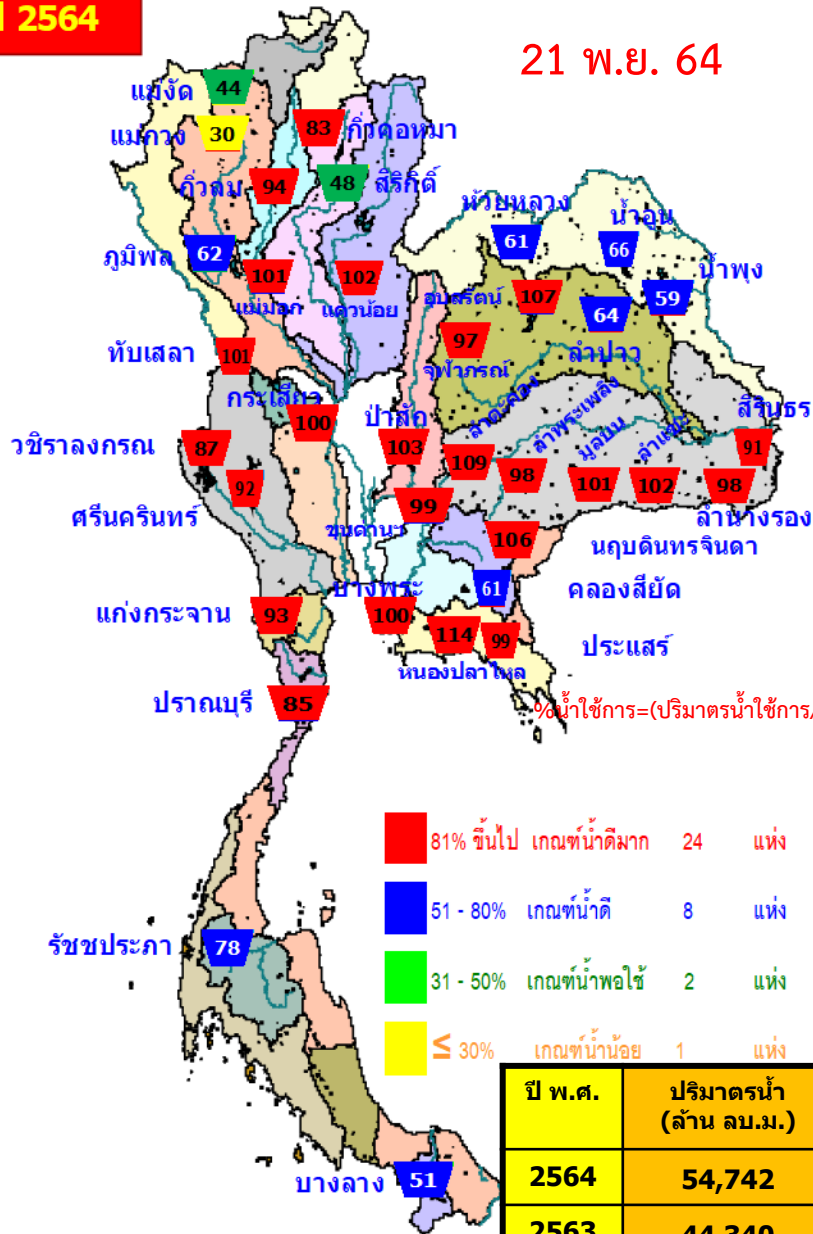 2564
21 พ.ย. 64
แม่งัด 44
แม่กวง 30
83 กิ่วคอหมา
กิ่วลม 94
48 สิริกิติ์
ห้วยหลวง
61
น้ำอูน
66
ภูมิพล 62
น้ำพุง
59
101
แม่มอก
102
แควน้อย
อุบลรัตน์ 107
64
ลำปาว
97
จุฬาภรณ์
ทับเสลา 101
กระเสียว
100
ป่าสัก
103
ลำตะคอง
109
ลำพระเพลิง
98
มูลบน
101
ลำแชะ
102
สิรินธร
91
98
ลำนางรอง
วชิราลงกรณ 87
ศรีนครินทร์ 92
99
ขุนด่านฯ
106
นฤบดินทรจินดา
บางพระ
100
61 คลองสียัด
แก่งกระจาน 93
114
หนองปลาไหล
99 ประแสร์
ปราณบุรี 85
%น้ำใช้การ=(ปริมาตรน้ำใช้การ/
81% ขึ้นไป เกณฑ์น้ำดีมาก 24 แห่ง
51 - 80% เกณฑ์น้ำดี 8 แห่ง
31 - 50% เกณฑ์น้ำพอใช้ 2 แห่ง
≤ 30% เกณฑ์น้ำน้อย 1 แห่ง
รัชชประภา 78
บางลาง 51
ปี พ.ศ. ปริมาตรน้ำ
(ล้าน ลบ.ม.)
2564 54,742
2563 44,340